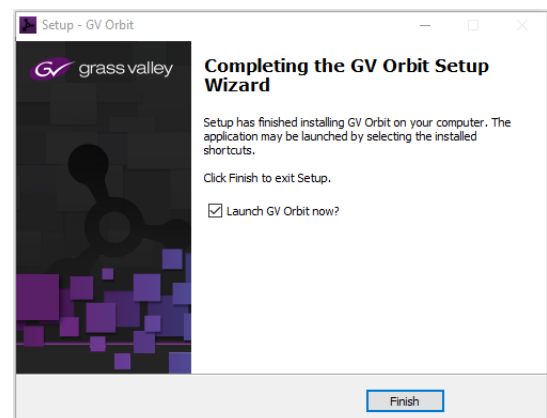 Setup - GV Orbit
GV grass valley
Completing the GV Orbit Setup
Wizard
Setup has finished installing GV Orbit on your computer. The
application may be launched by selecting the installed
shortcuts.
Click Finish to exit Setup.
Launch GV Orbit now?
Finish